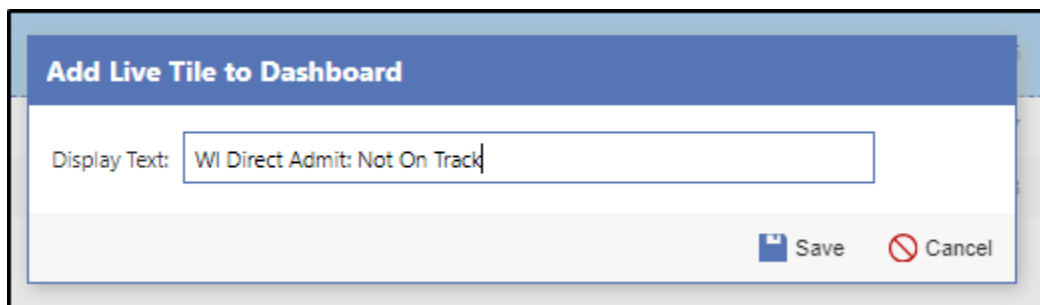 Add Live Tile to Dashboard
Display Text: WI Direct Admit: Not On Track
Save Cancel